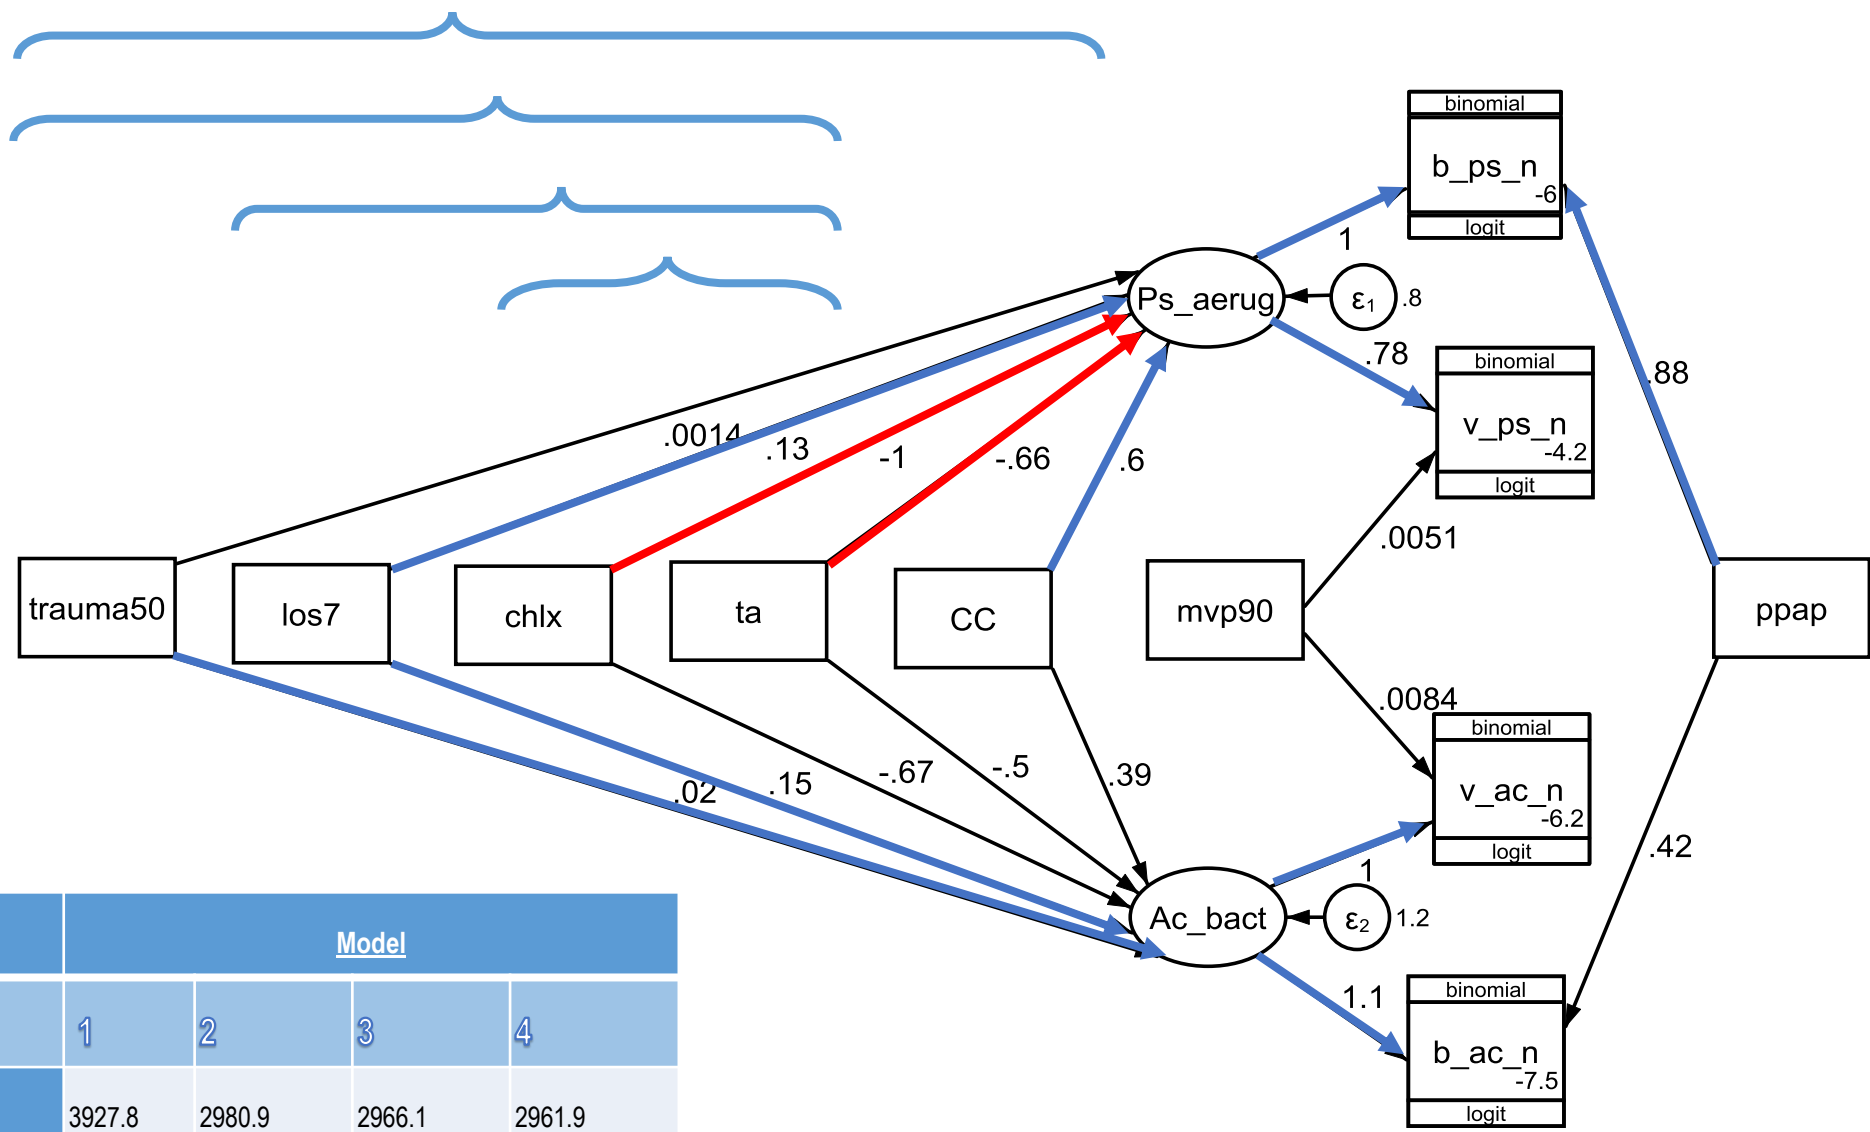 binomial
b_ps_n
-6
logit
1
Ps_aerug
ε1
.8
.78
binomial
v_ps_n
-4.2
logit
.88
.0014
.13
-1
-.66
.6
.0051
trauma50
los7
chlx
ta
CC
mvp90
ppap
.0084
.02
.15
-.67
-.5
.39
binomial
v_ac_n
-6.2
logit
.42
1
Ac_bact
ε2
1.2
1.1
binomial
b_ac_n
-7.5
logit
Model
1 2 3 4
3927.8 2980.9 2966.1 2961.9